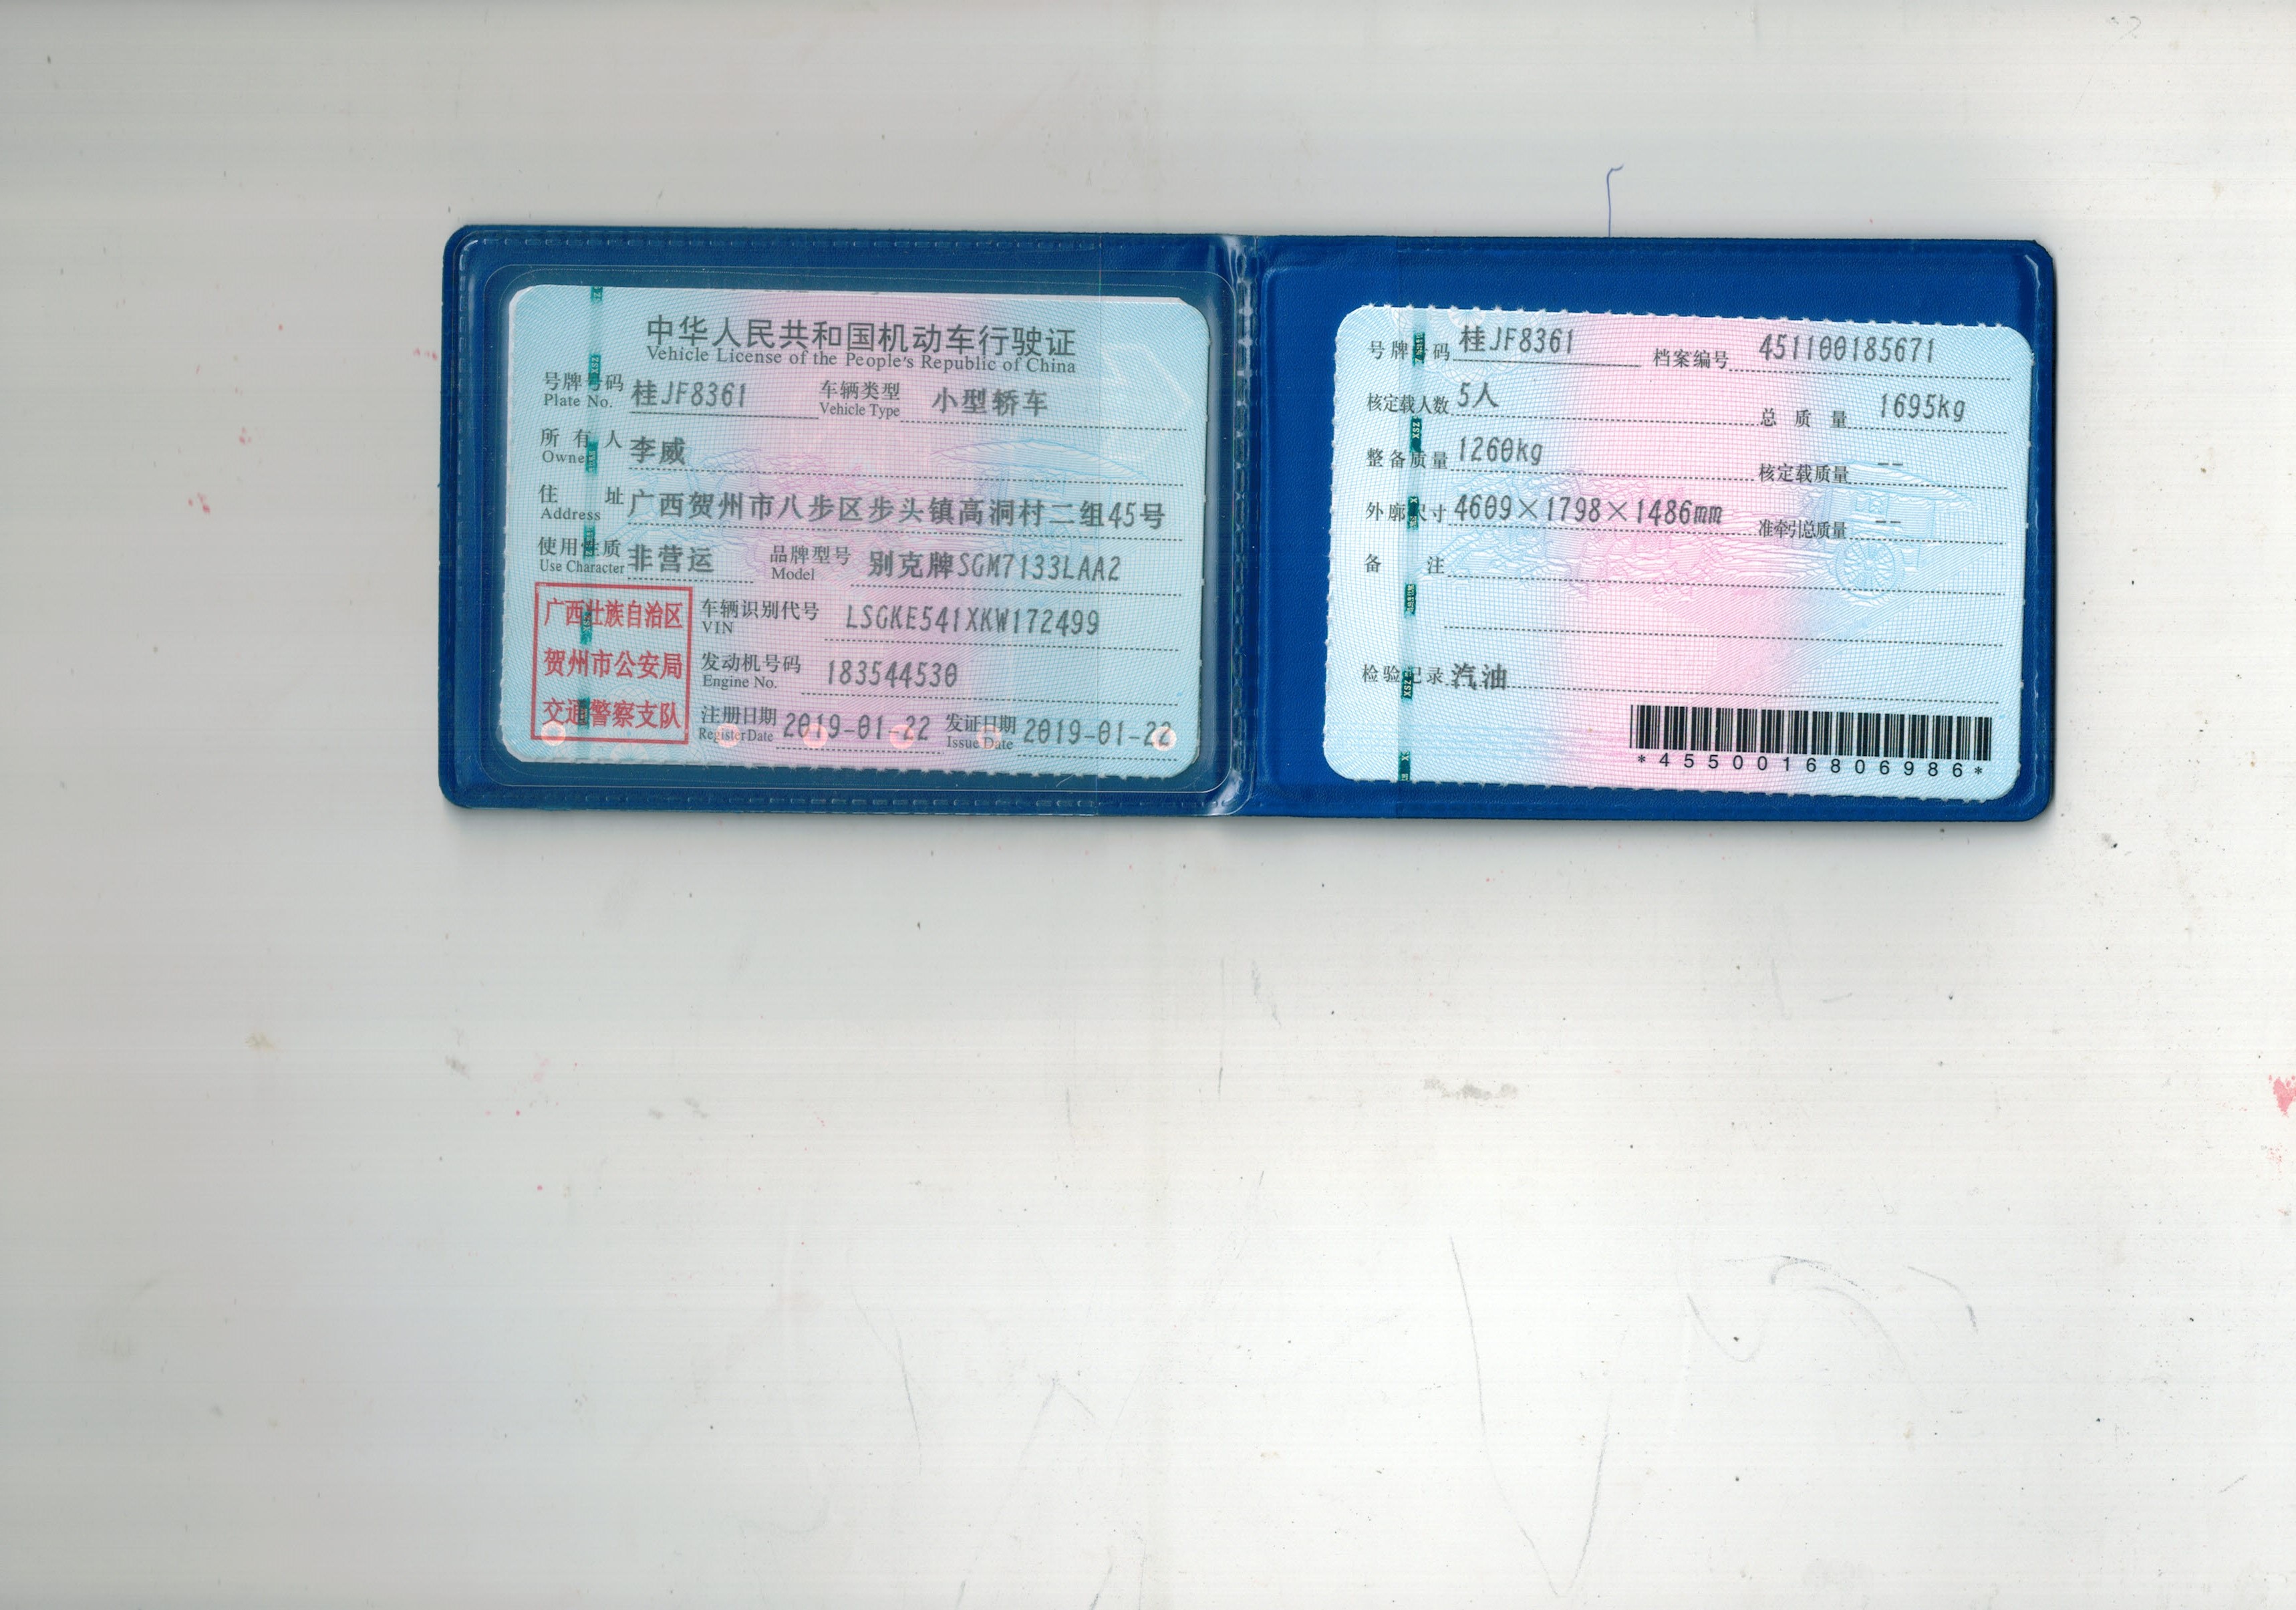 中华人民共和国机动车行驶证
Vehicle License of the People's Republic of China
号牌号码 桂JF8361 车辆类型 小型轿车
Plate No. Vehicle Type
所有人 李威
Owner
住址 广西贺州市八步区步头镇高洞村二组45号
Address
使用性质 非营运 品牌型号 别克牌SGM7133LAA2
Use Character Model
广西壮族自治区
贺州市公安局
交通警察支队
车辆识别代号 LSGKE541XKW172499
VIN
发动机号码 183544530
Engine No.
注册日期 2019-01-22 发证日期 2019-01-22
Register Date Issue Date
号牌号码 桂JF8361 档案编号 451100185671
核定载人数 5人 总质量 1695kg
整备质量 1260kg 核定载质量 --
外廓尺寸 4609×1798×1486mm 准牵引总质量 --
备注
检验记录 汽油
*4550016806986*